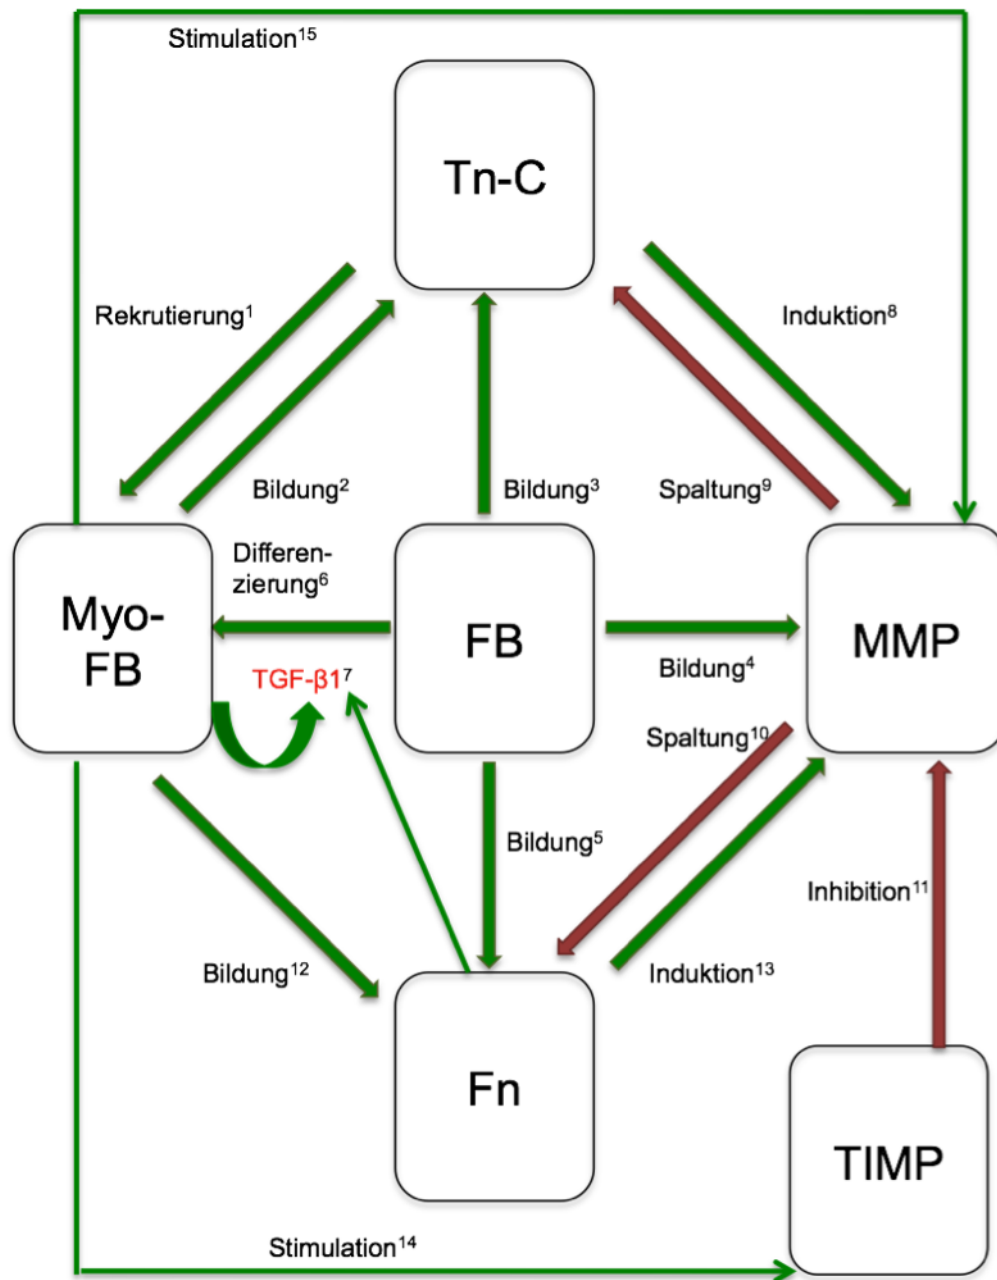 Stimulation¹⁵
Tn-C
Rekrutierung¹
Induktion⁸
Bildung²
Bildung³
Spaltung⁹
Differen-
zierung⁶
Myo-
FB
FB
MMP
TGF-β1⁷
Bildung⁴
Spaltung¹⁰
Bildung⁵
Inhibition¹¹
Bildung¹²
Induktion¹³
Fn
TIMP
Stimulation¹⁴